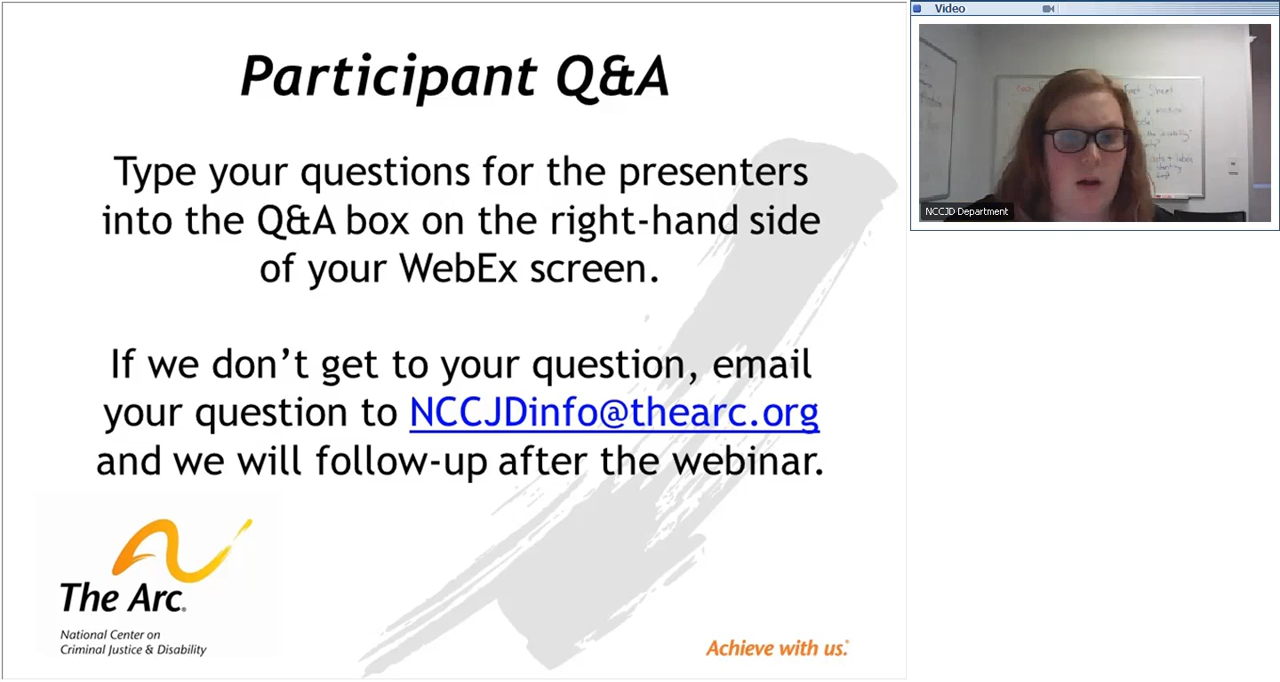 Participant Q&A
Type your questions for the presenters
into the Q&A box on the right-hand side
of your WebEx screen.
If we don't get to your question, email
your question to NCCJDinfo@thearc.org
and we will follow-up after the webinar.
The Arc®
National Center on
Criminal Justice & Disability
Achieve with us.®
Video
Sheet
NCCJD Department